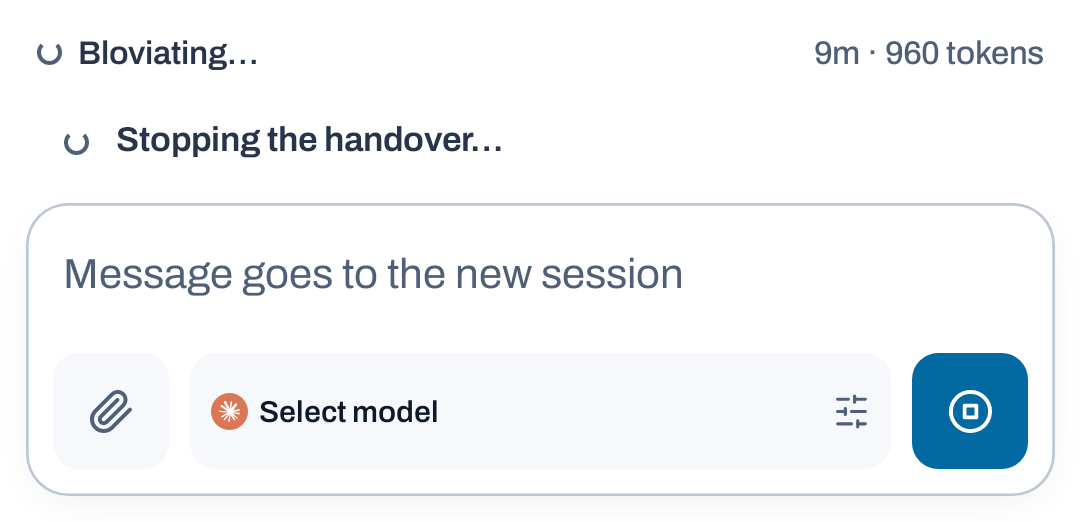 Bloviating... 9m · 960 tokens
Stopping the handover...
Message goes to the new session
Select model